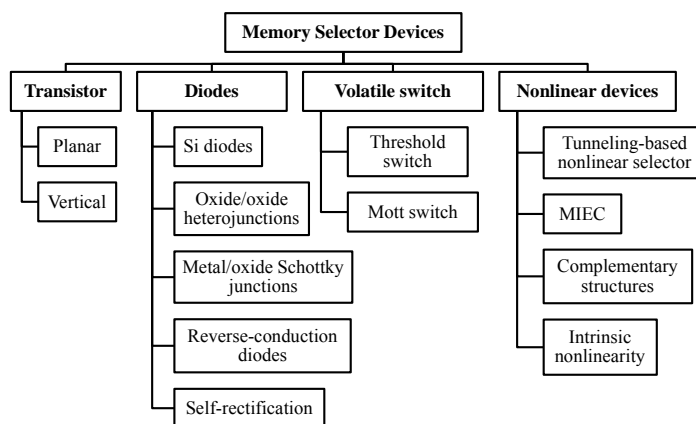 Memory Selector Devices
Transistor
Planar
Vertical
Diodes
Si diodes
Oxide/oxide
heterojunctions
Metal/oxide Schottky
junctions
Reverse-conduction
diodes
Self-rectification
Volatile switch
Threshold
switch
Mott switch
Nonlinear devices
Tunneling-based
nonlinear selector
MIEC
Complementary
structures
Intrinsic
nonlinearity